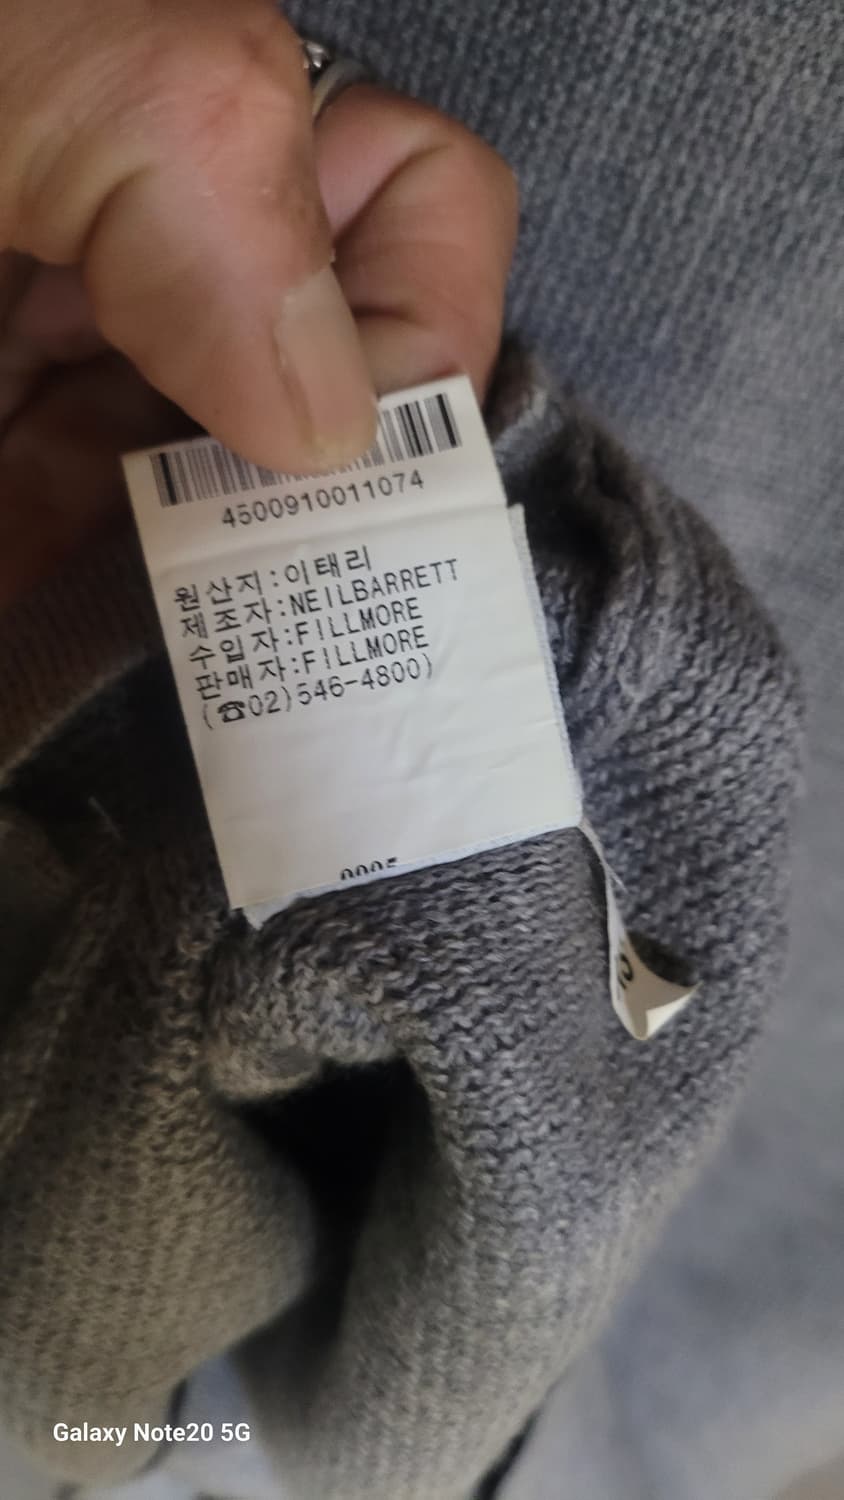 4500910011074
원산지:이태리
제조자:NEILBARRETT
수입자:FILLMORE
판매자:FILLMORE
(☎02)546-4800)
Galaxy Note20 5G